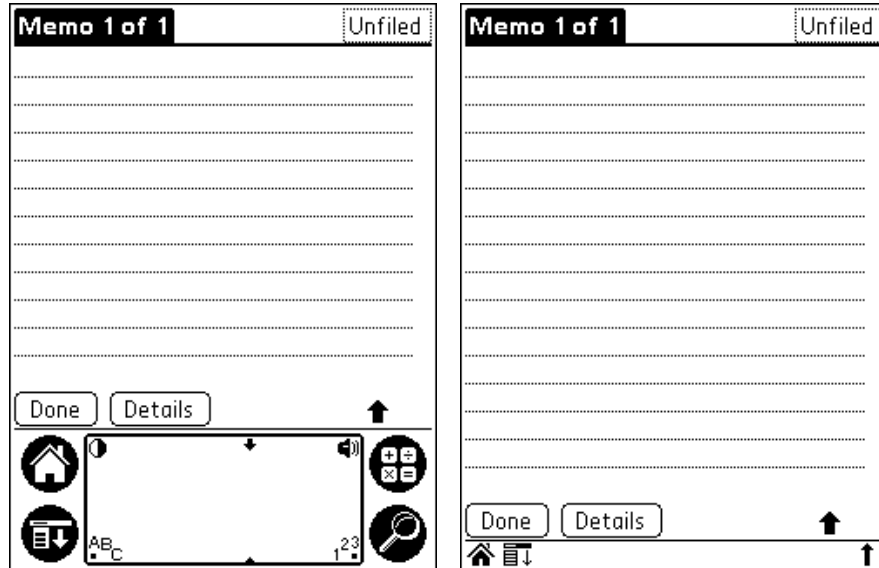 Memo 1 of 1 Unfiled
Done Details
ABC 123
Memo 1 of 1 Unfiled
Done Details